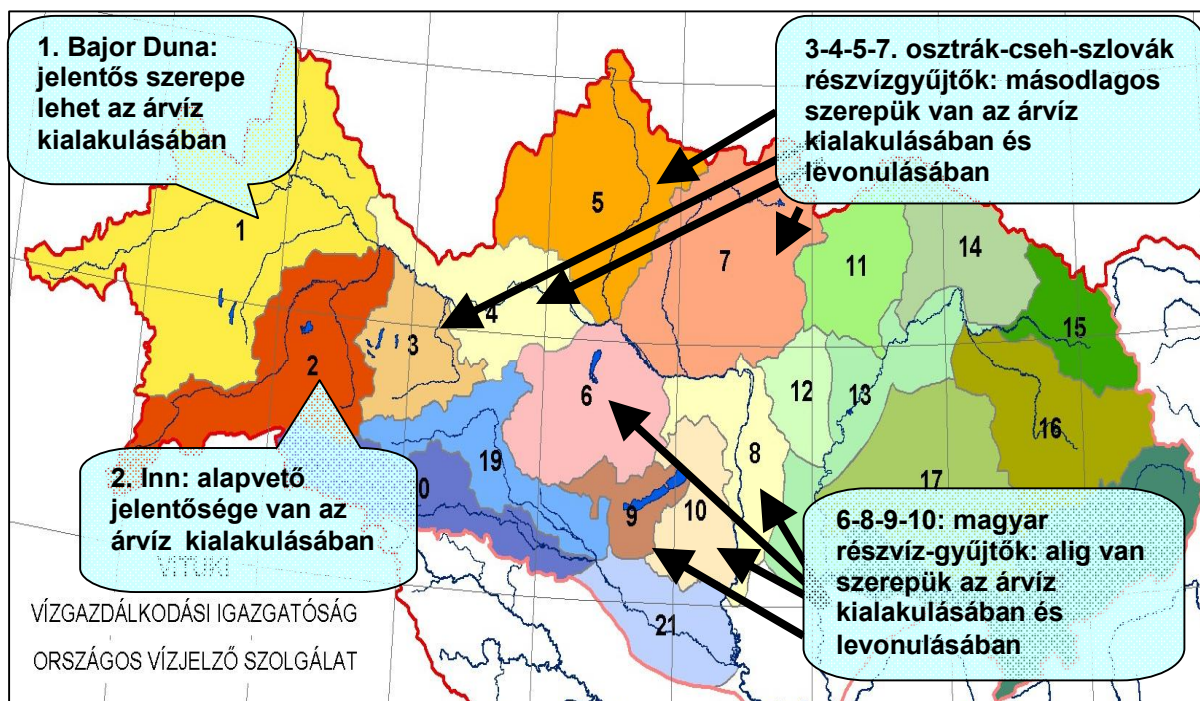 1. Bajor Duna:
jelentős szerepe
lehet az árvíz
kialakulásában
3-4-5-7. osztrák-cseh-szlovák
részvízgyűjtők: másodlagos
szerepük van az árvíz
kialakulásában és
levonulásában
5
1
7
11
14
15
4
3
2
6
12
13
16
8
19
0
9
10
17
2. Inn: alapvető
jelentősége van az
árvíz kialakulásában
6-8-9-10: magyar
részvíz-gyűjtők: alig van
szerepük az árvíz
kialakulásában és
levonulásában
VITUKI
VÍZGAZDÁLKODÁSI IGAZGATÓSÁG
ORSZÁGOS VÍZJELZŐ SZOLGÁLAT
21